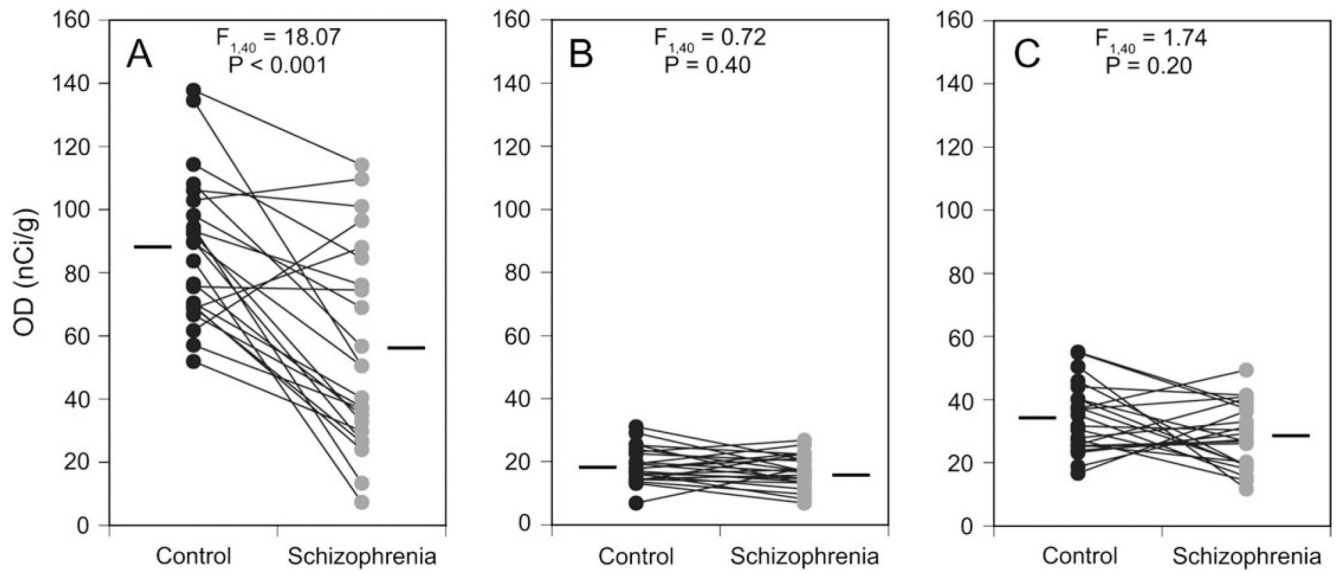 OD (nCi/g)
160
140
120
100
80
60
40
20
0
A
F1,40 = 18.07
P < 0.001
Control
Schizophrenia
160
140
120
100
80
60
40
20
0
B
F1,40 = 0.72
P = 0.40
Control
Schizophrenia
160
140
120
100
80
60
40
20
0
C
F1,40 = 1.74
P = 0.20
Control
Schizophrenia